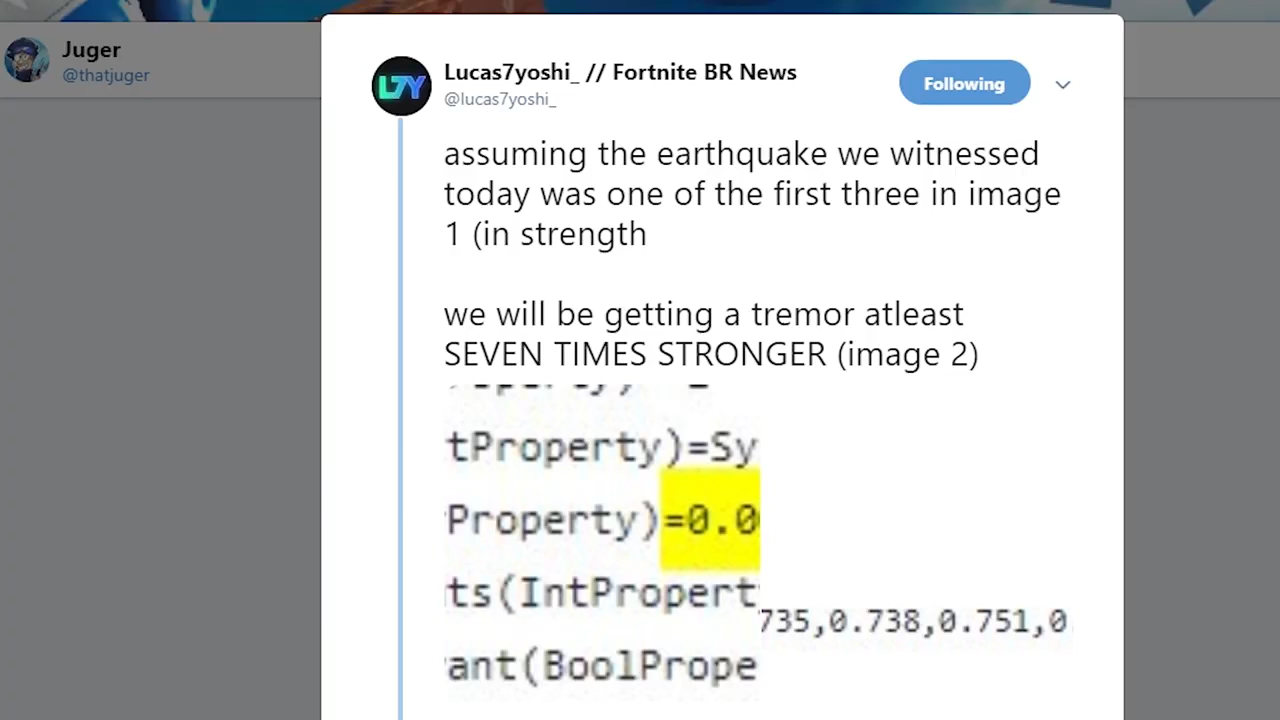 Juger
@thatjuger
L7Y
Lucas7yoshi_ // Fortnite BR News
@lucas7yoshi_
Following
assuming the earthquake we witnessed
today was one of the first three in image
1 (in strength
we will be getting a tremor atleast
SEVEN TIMES STRONGER (image 2)
tProperty)=Sy
Property)=0.0
ts(IntPropert
735,0.738,0.751,0
ant(BoolPrope